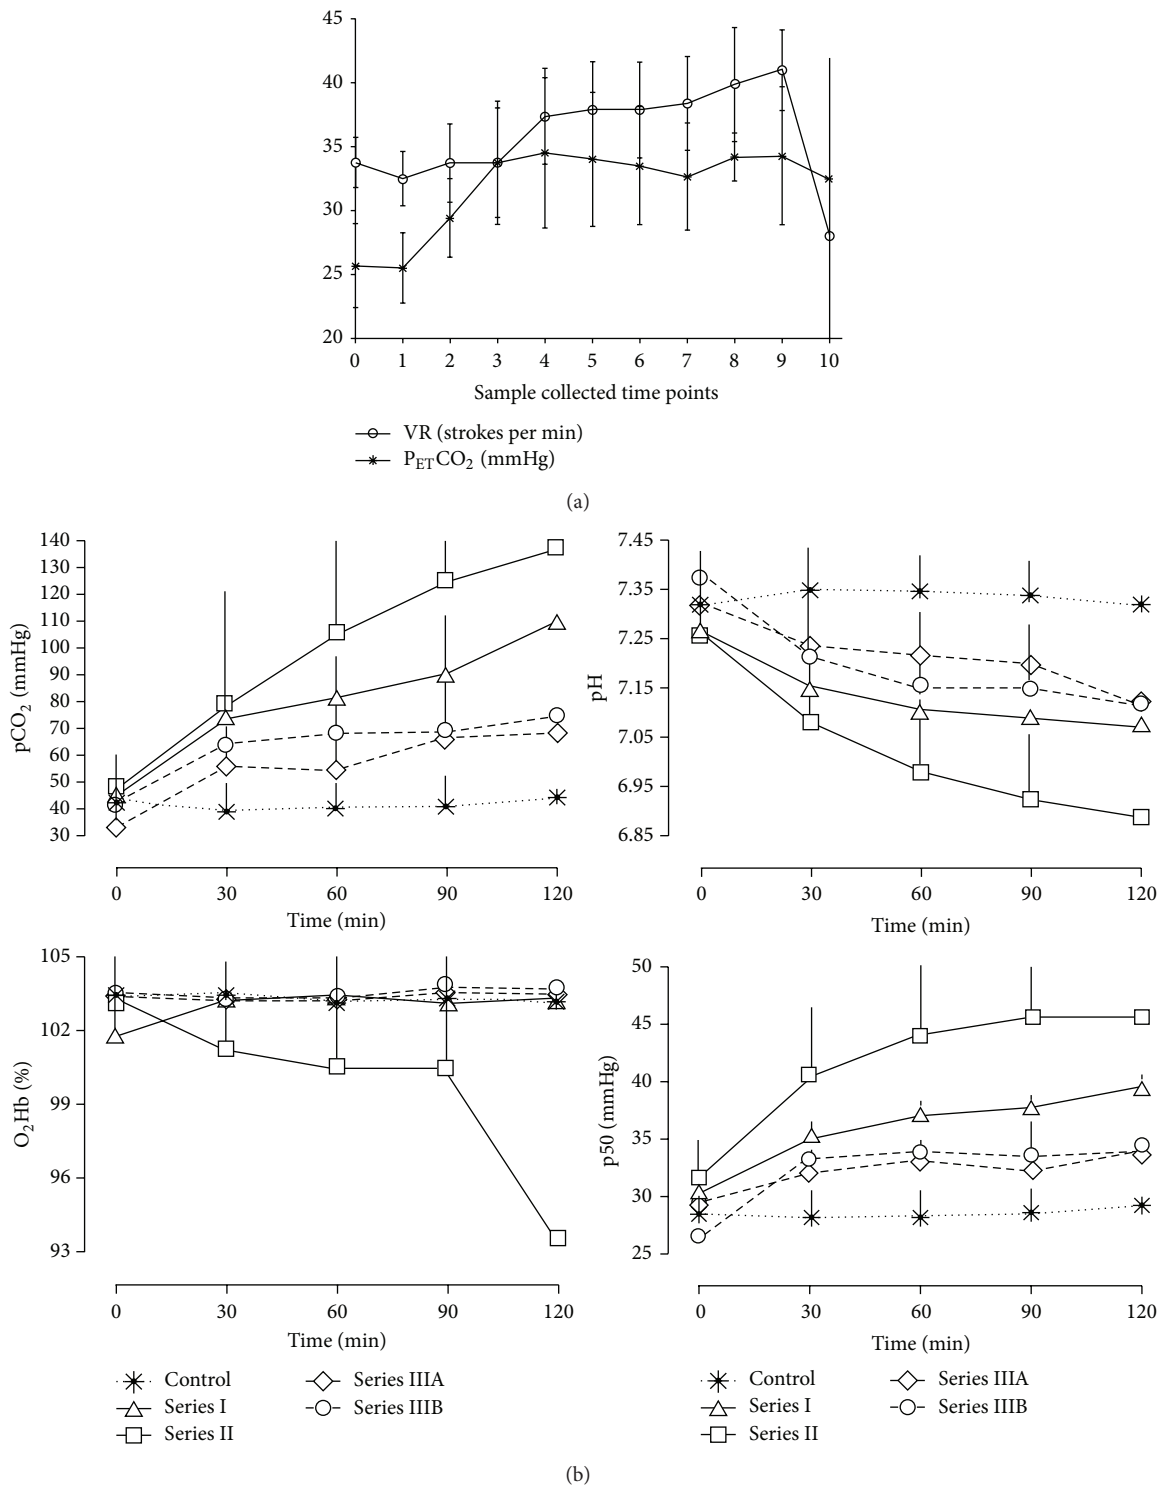 45
40
35
30
25
20
0 1 2 3 4 5 6 7 8 9 10
Sample collected time points
VR (strokes per min)
P_ET CO₂ (mmHg)
(a)
pCO₂ (mmHg)
140
130
120
110
100
90
80
70
60
50
40
30
0 30 60 90 120
Time (min)
pH
7.45
7.35
7.25
7.15
7.05
6.95
6.85
0 30 60 90 120
Time (min)
O₂Hb (%)
105
102
99
96
93
0 30 60 90 120
Time (min)
p50 (mmHg)
50
45
40
35
30
25
0 30 60 90 120
Time (min)
Control
Series I
Series II
Series IIIA
Series IIIB
Control
Series I
Series II
Series IIIA
Series IIIB
(b)